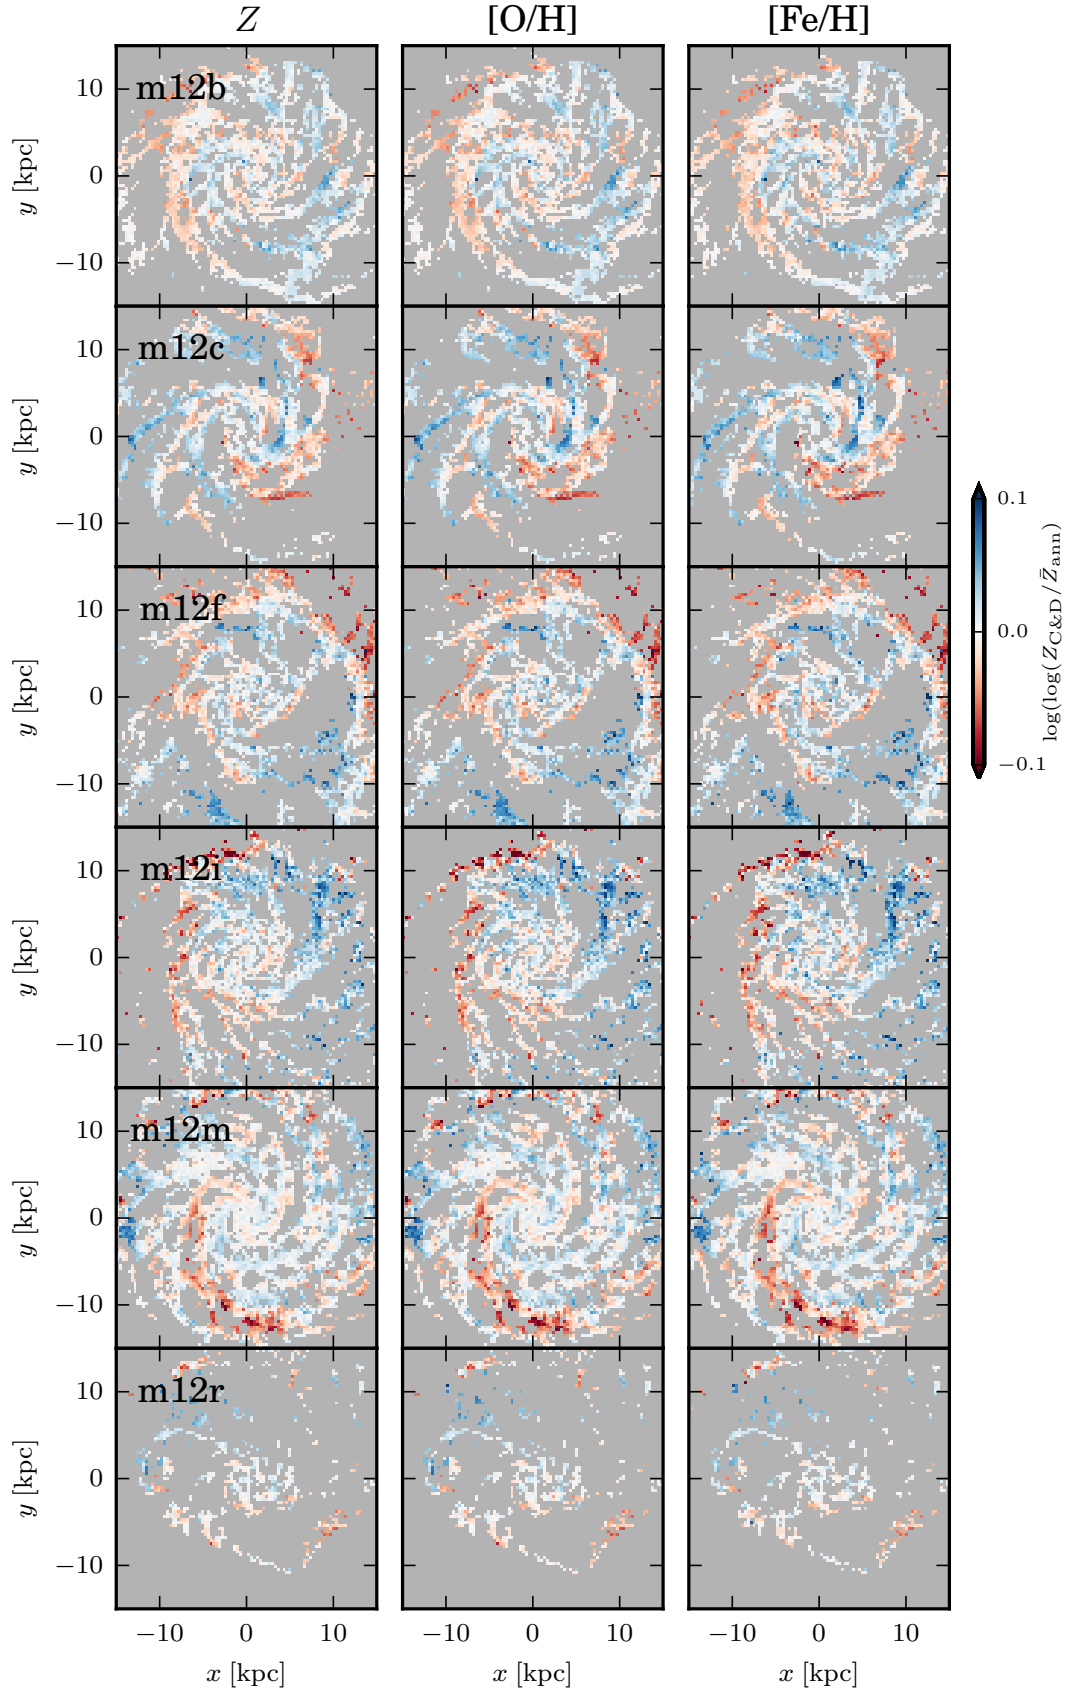 Z [O/H] [Fe/H]
m12b
10
0
−10
y [kpc]
m12c
10
0
−10
y [kpc]
m12f
10
0
−10
y [kpc]
m12i
10
0
−10
y [kpc]
m12m
10
0
−10
y [kpc]
m12r
10
0
−10
y [kpc]
−10 0 10 −10 0 10 −10 0 10
x [kpc] x [kpc] x [kpc]
0.1
0.0
−0.1
log(log(Z_C&D / Z̄_ann)